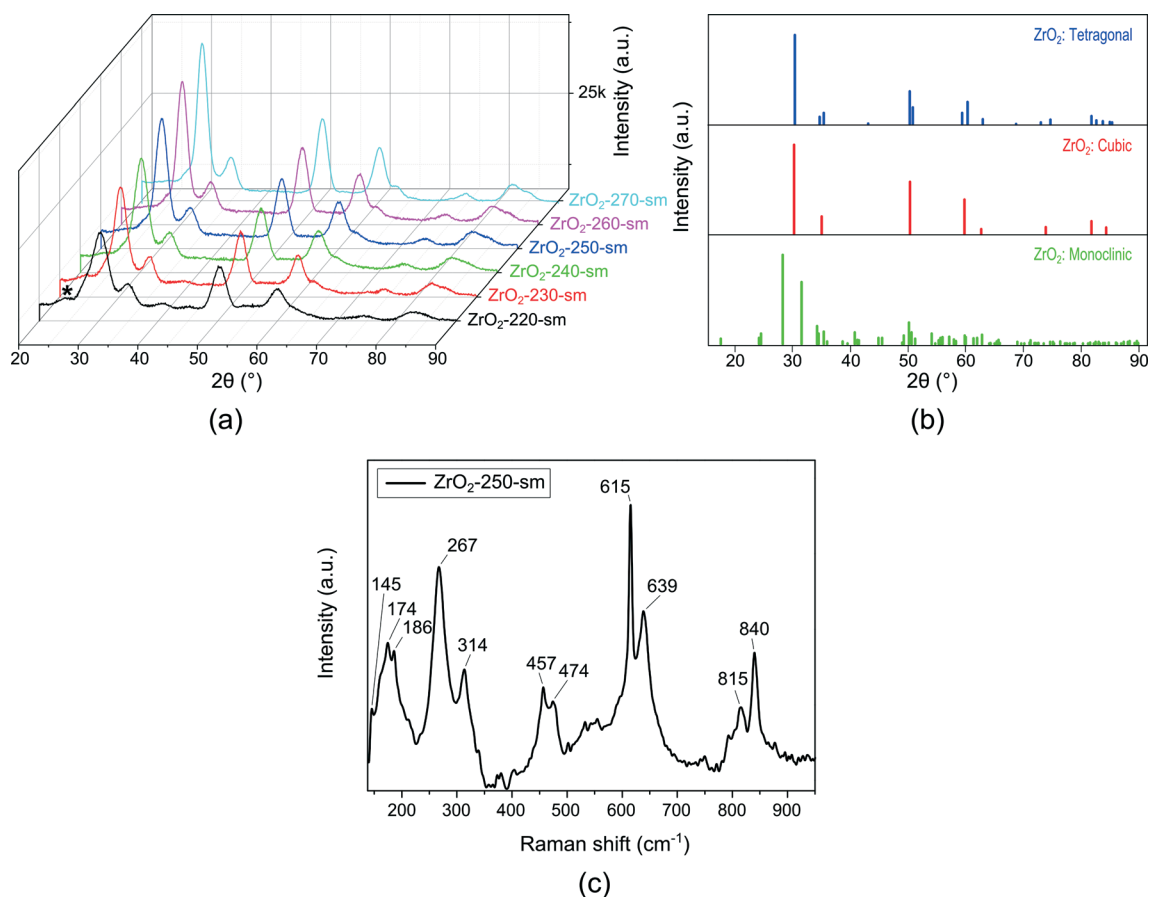 25k
Intensity (a.u.)
ZrO₂-270-sm
ZrO₂-260-sm
ZrO₂-250-sm
ZrO₂-240-sm
ZrO₂-230-sm
ZrO₂-220-sm
*
20 30 40 50 60 70 80 90
2θ (°)
(a)
ZrO₂: Tetragonal
ZrO₂: Cubic
ZrO₂: Monoclinic
Intensity (a.u.)
20 30 40 50 60 70 80 90
2θ (°)
(b)
ZrO₂-250-sm
145
174
186
267
314
457
474
615
639
815
840
Intensity (a.u.)
200 300 400 500 600 700 800 900
Raman shift (cm⁻¹)
(c)